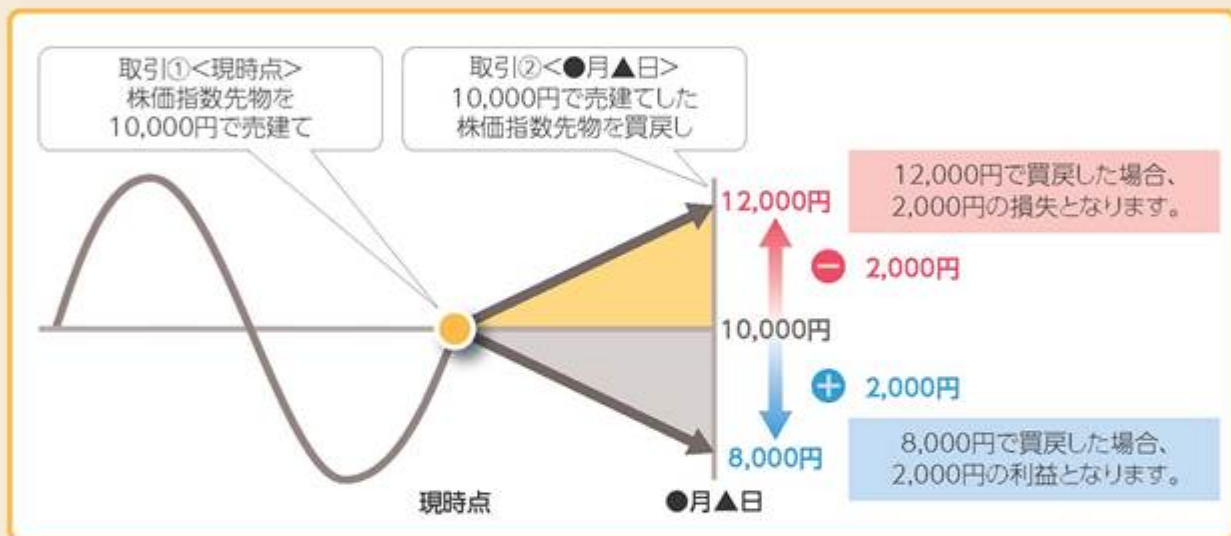 取引①<現時点>
株価指数先物を
10,000円で売建て
取引②<●月▲日>
10,000円で売建てした
株価指数先物を買戻し
12,000円
12,000円で買戻した場合、
2,000円の損失となります。
− 2,000円
10,000円
+ 2,000円
8,000円
8,000円で買戻した場合、
2,000円の利益となります。
現時点
●月▲日